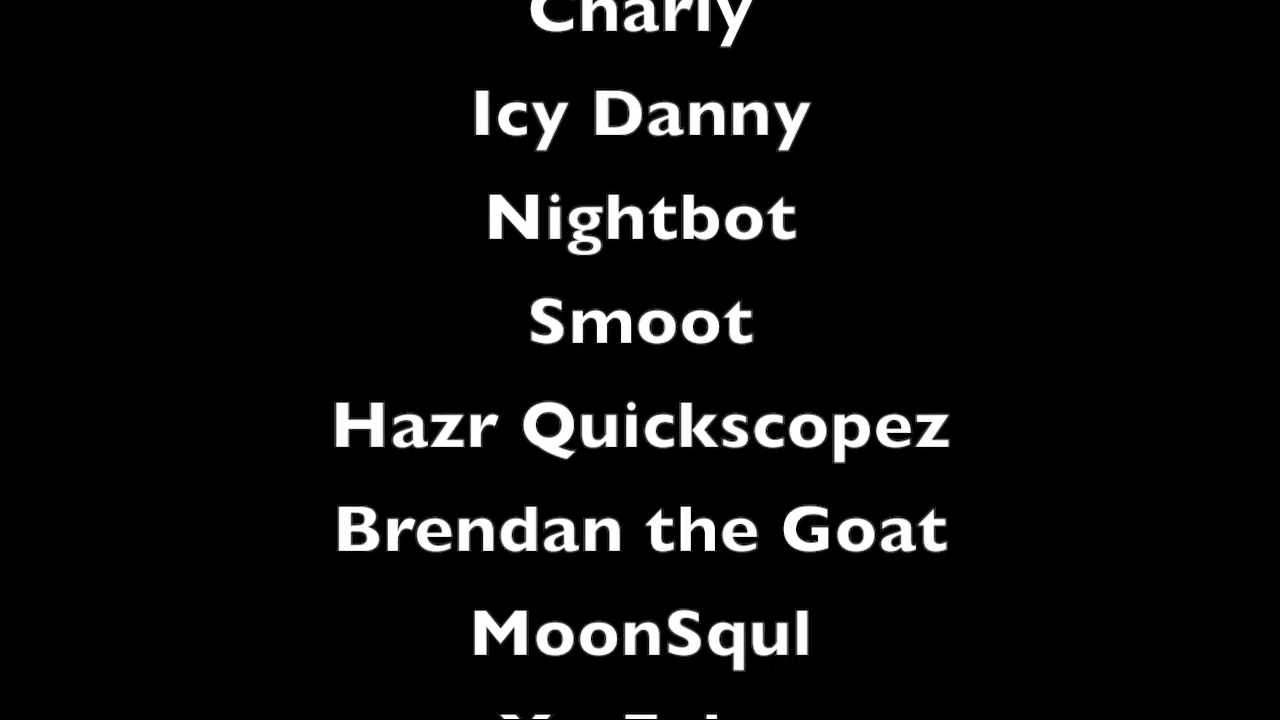 Charly
Icy Danny
Nightbot
Smoot
Hazr Quickscopez
Brendan the Goat
MoonSqul